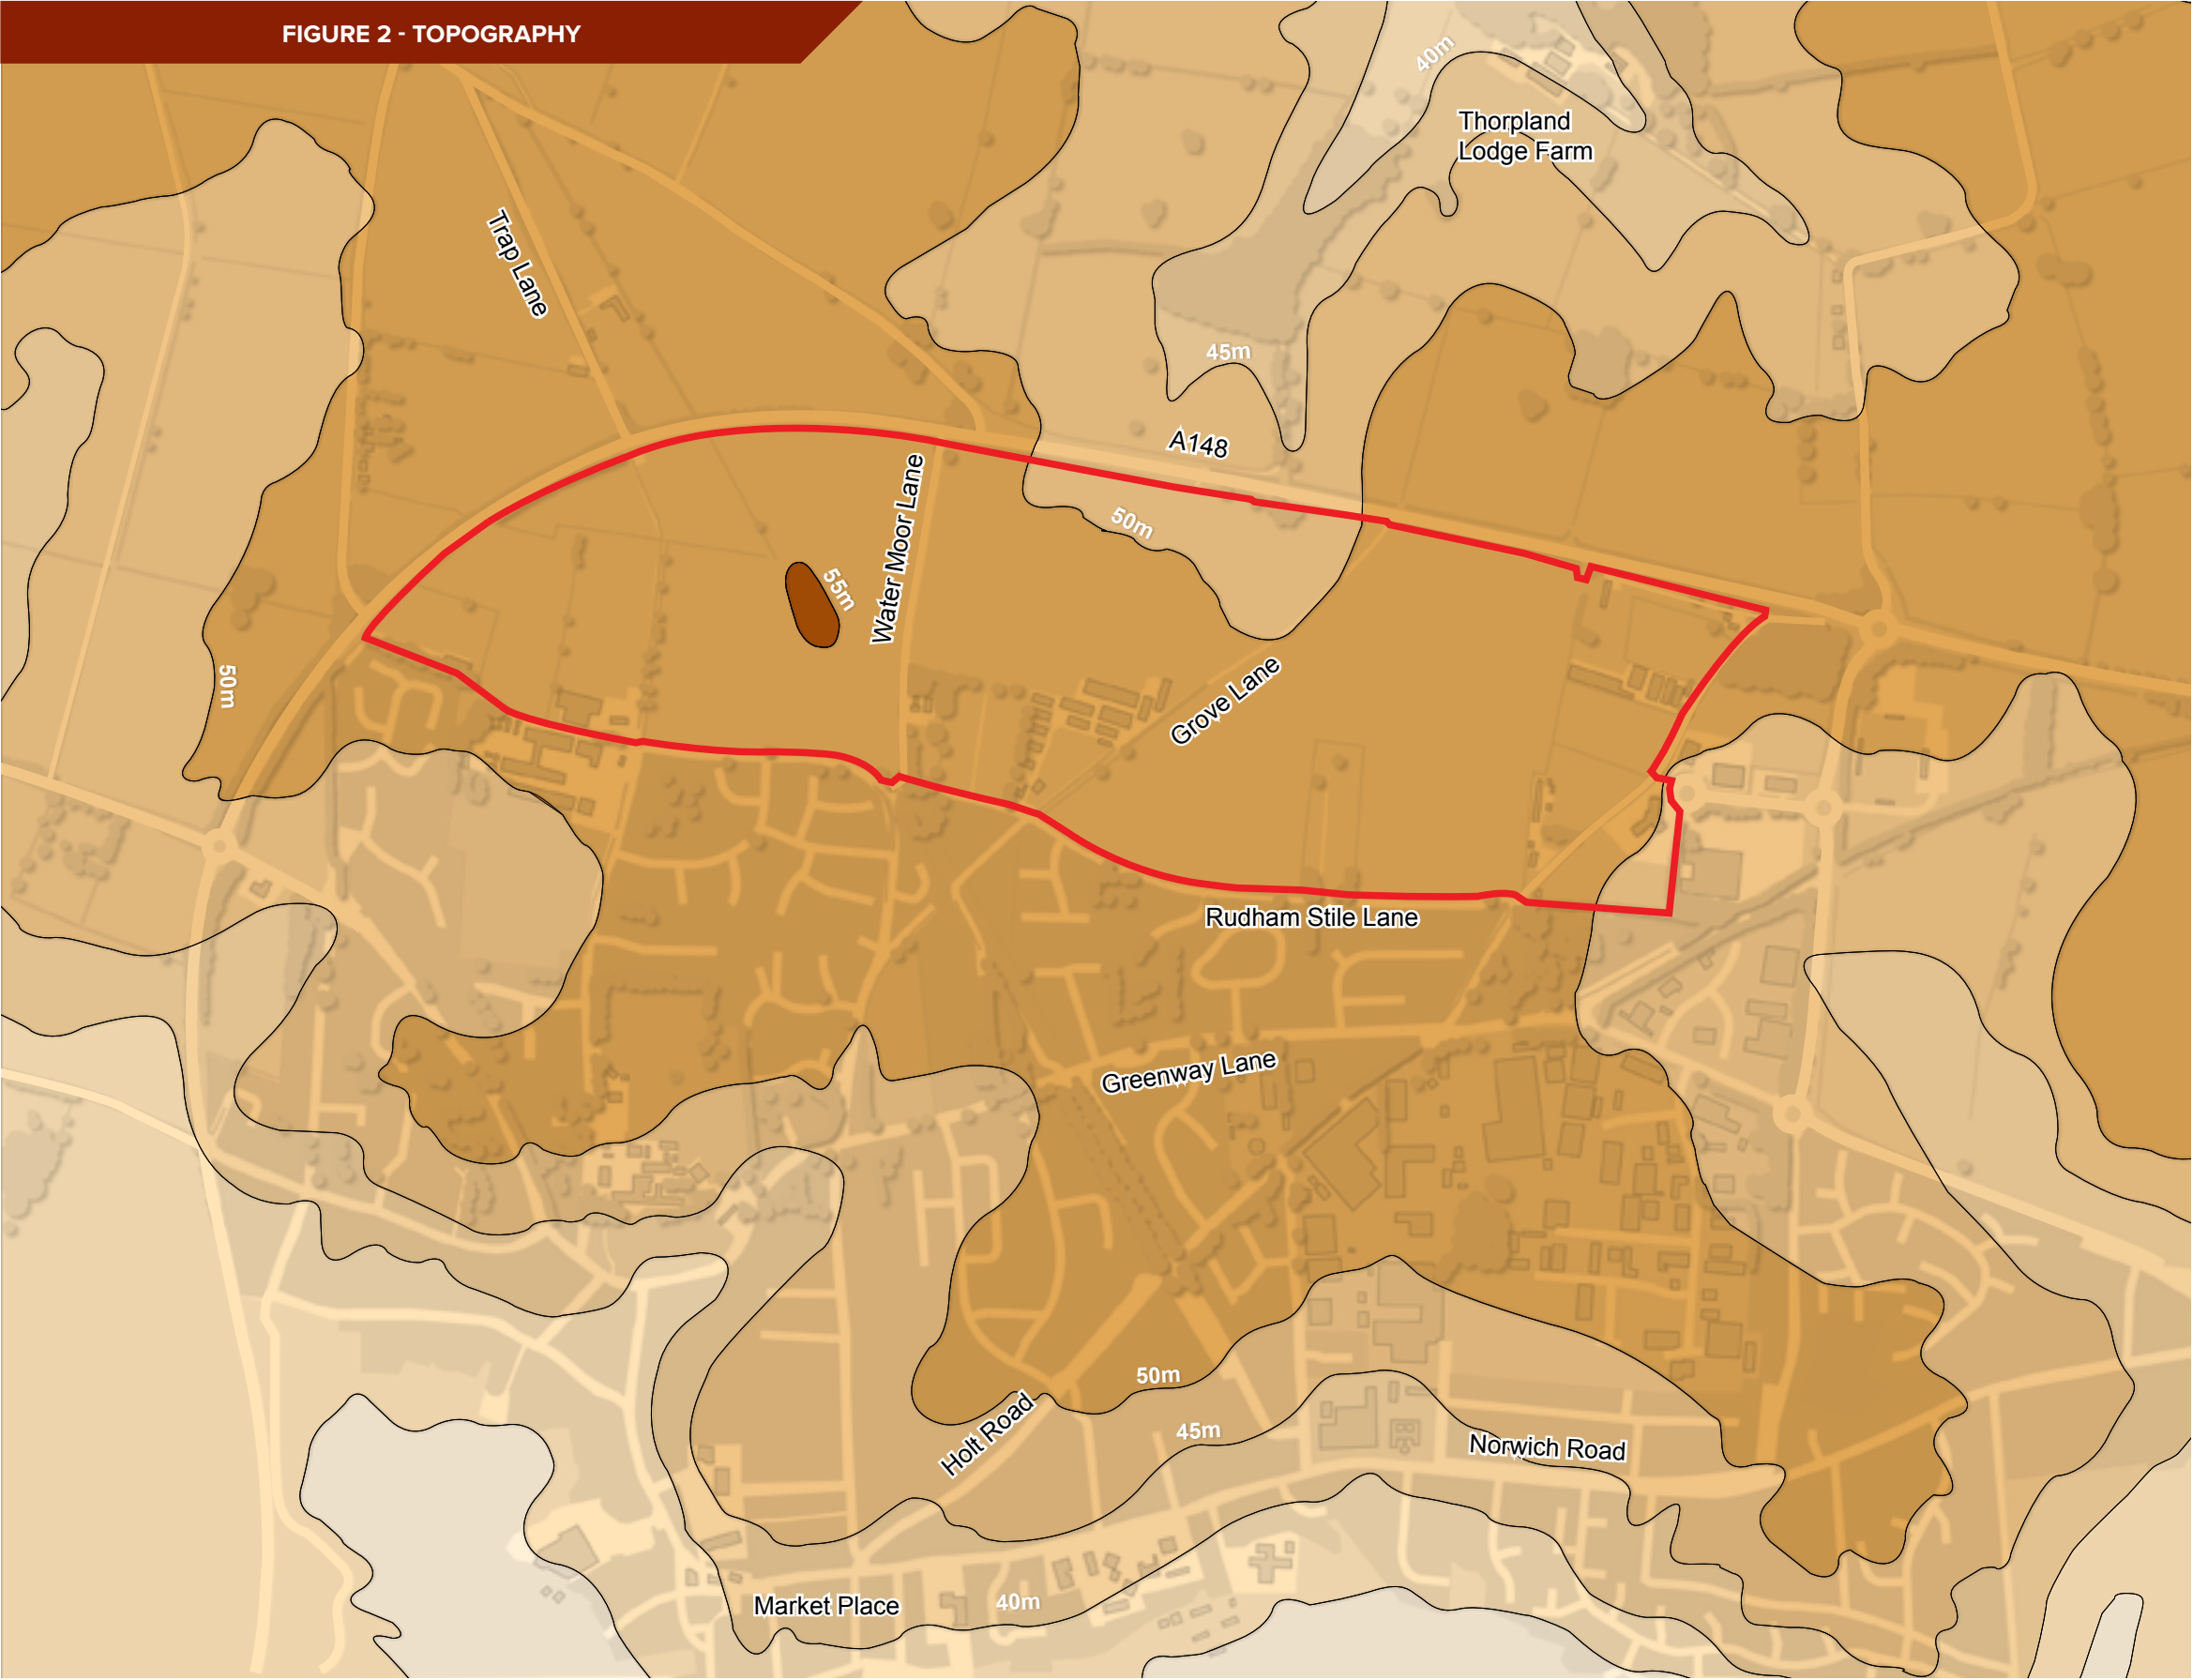 FIGURE 2 - TOPOGRAPHY
40m
Thorpland
Lodge Farm
Trap Lane
45m
A148
50m
Water Moor Lane
55m
Grove Lane
50m
Rudham Stile Lane
Greenway Lane
50m
Holt Road
45m
Norwich Road
Market Place
40m